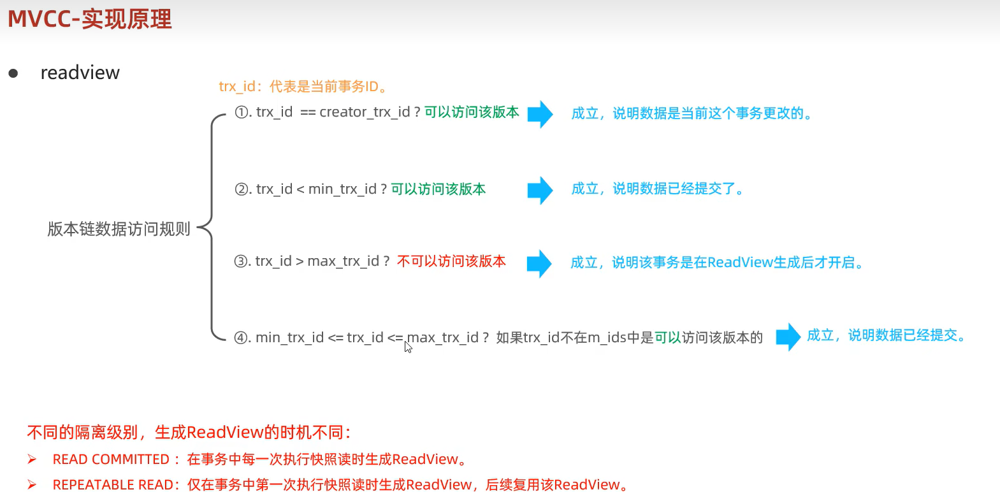 MVCC-实现原理
● readview
trx_id：代表是当前事务ID。
①. trx_id == creator_trx_id ? 可以访问该版本 成立，说明数据是当前这个事务更改的。
②. trx_id < min_trx_id ? 可以访问该版本 成立，说明数据已经提交了。
版本链数据访问规则
③. trx_id > max_trx_id ? 不可以访问该版本 成立，说明该事务是在ReadView生成后才开启。
④. min_trx_id <= trx_id <= max_trx_id ? 如果trx_id不在m_ids中是可以访问该版本的 成立，说明数据已经提交。
不同的隔离级别，生成ReadView的时机不同：
➢ READ COMMITTED ：在事务中每一次执行快照读时生成ReadView。
➢ REPEATABLE READ：仅在事务中第一次执行快照读时生成ReadView，后续复用该ReadView。